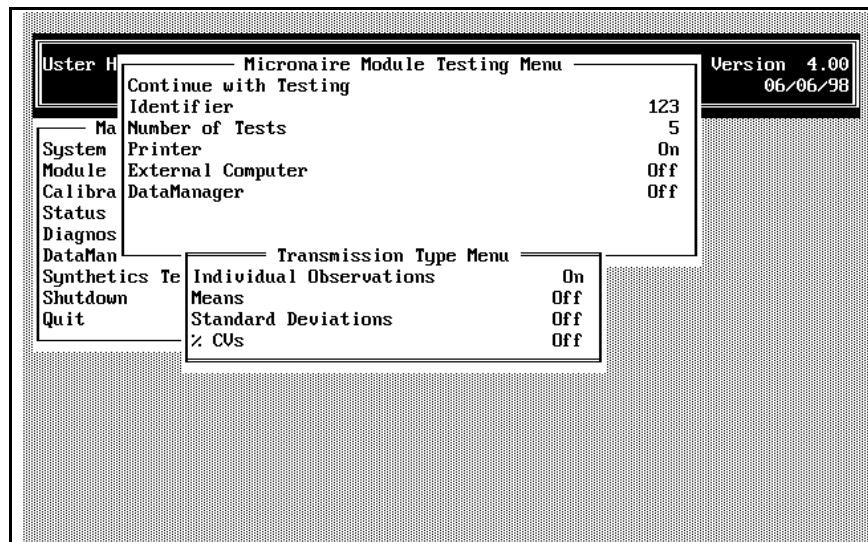 Uster H
Version 4.00
06/06/98
Micronaire Module Testing Menu
Continue with Testing
Identifier 123
Number of Tests 5
Printer On
External Computer Off
DataManager Off
Ma
System
Module
Calibra
Status
Diagnos
DataMan
Synthetics Te
Shutdown
Quit
Transmission Type Menu
Individual Observations On
Means Off
Standard Deviations Off
% CVs Off